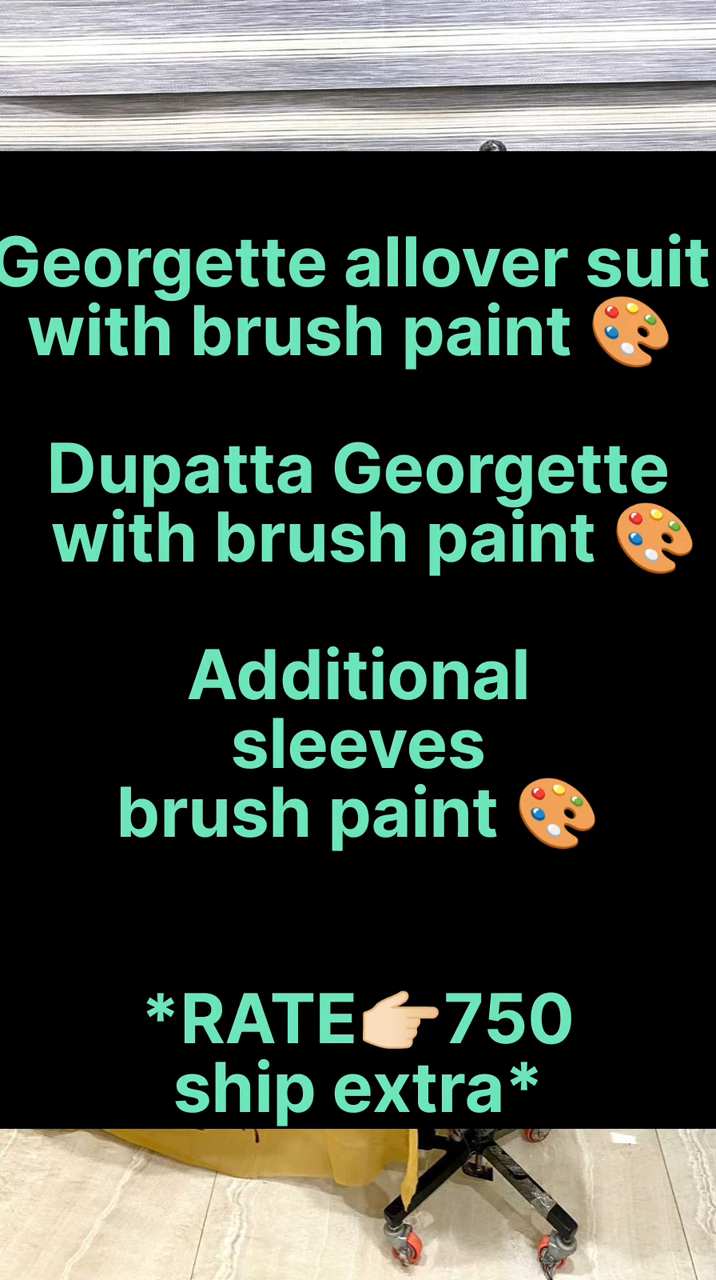 Georgette allover suit
with brush paint 🎨
Dupatta Georgette
with brush paint 🎨
Additional
sleeves
brush paint 🎨
*RATE👉🏻750
ship extra*